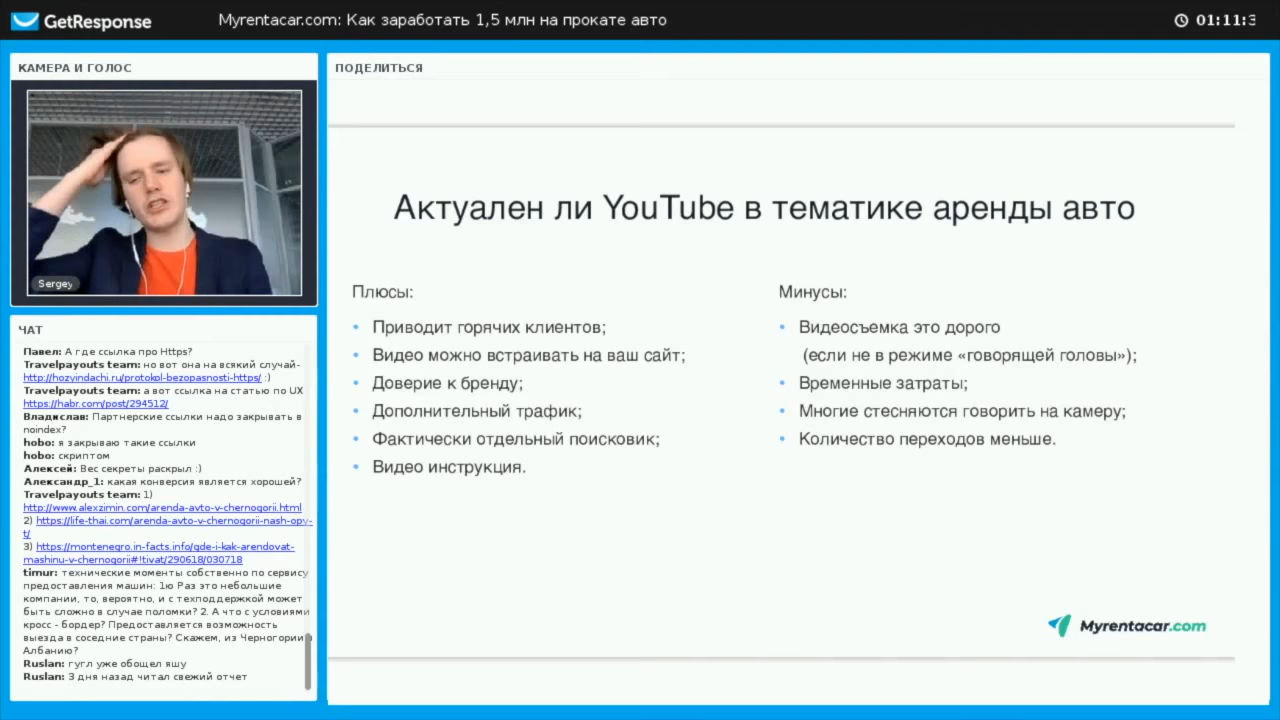 GetResponse
Myrentacar.com: Как заработать 1,5 млн на прокате авто
01:11:3
КАМЕРА И ГОЛОС
Sergey
ЧАТ
Павел: А где ссылка про Https?
Travelpayouts team: но вот она на всякий случай-
http://hozyindachi.ru/protokpl-bezopasnosti-https/ :)
Travelpayouts team: а вот ссылка на статью по UX
https://habr.com/post/294512/
Владислав: Партнерские ссылки надо закрывать в
noindex?
hobo: я закрываю такие ссылки
hobo: скриптом
Алексей: Вес секреты раскрыл :)
Александр_1: какая конверсия является хорошей?
Travelpayouts team: 1)
http://www.alexzimin.com/arenda-avto-v-chernogorii.html
2) https://life-thai.com/arenda-avto-v-chernogorii-nash-opy-
t/
3) https://montenegro.in-facts.info/gde-i-kak-arendovat-
mashinu-v-chernogorii#!tivat/290618/030718
timur: технические моменты собственно по сервису
предоставления машин: 1ю Раз это небольшие
компании, то, вероятно, и с техподдержкой может
быть сложно в случае поломки? 2. А что с условиями
кросс - бордер? Предоставляется возможность
выезда в соседние страны? Скажем, из Черногории в
Албанию?
Ruslan: гугл уже обошел яшу
Ruslan: 3 дня назад читал свежий отчет
ПОДЕЛИТЬСЯ
Актуален ли YouTube в тематике аренды авто
Плюсы:
• Приводит горячих клиентов;
• Видео можно встраивать на ваш сайт;
• Доверие к бренду;
• Дополнительный трафик;
• Фактически отдельный поисковик;
• Видео инструкция.
Минусы:
• Видеосъемка это дорого
(если не в режиме «говорящей головы»);
• Временные затраты;
• Многие стесняются говорить на камеру;
• Количество переходов меньше.
Myrentacar.com